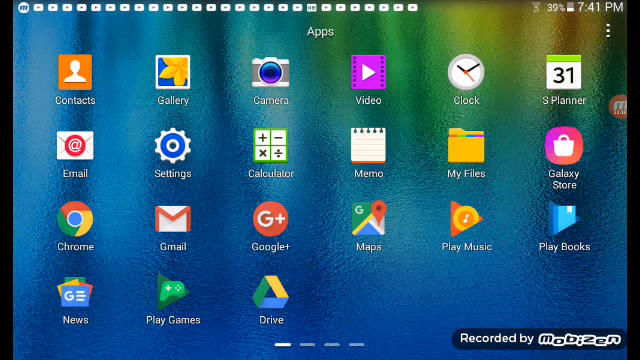 39% 7:41 PM
Apps
Contacts Gallery Camera Video Clock S Planner
31
Email Settings Calculator Memo My Files Galaxy Store
Chrome Gmail Google+ Maps Play Music Play Books
News Play Games Drive
Recorded by MOBIZEN